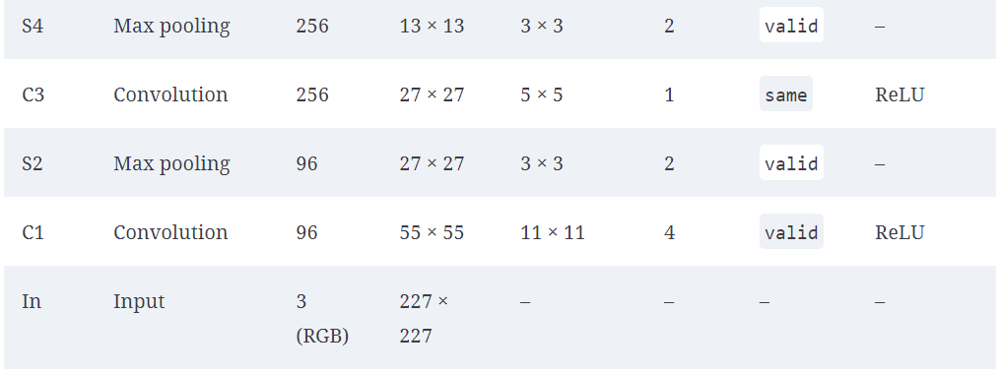 S4 Max pooling 256 13 × 13 3 × 3 2 valid –
C3 Convolution 256 27 × 27 5 × 5 1 same ReLU
S2 Max pooling 96 27 × 27 3 × 3 2 valid –
C1 Convolution 96 55 × 55 11 × 11 4 valid ReLU
In Input 3 227 × – – – –
(RGB) 227